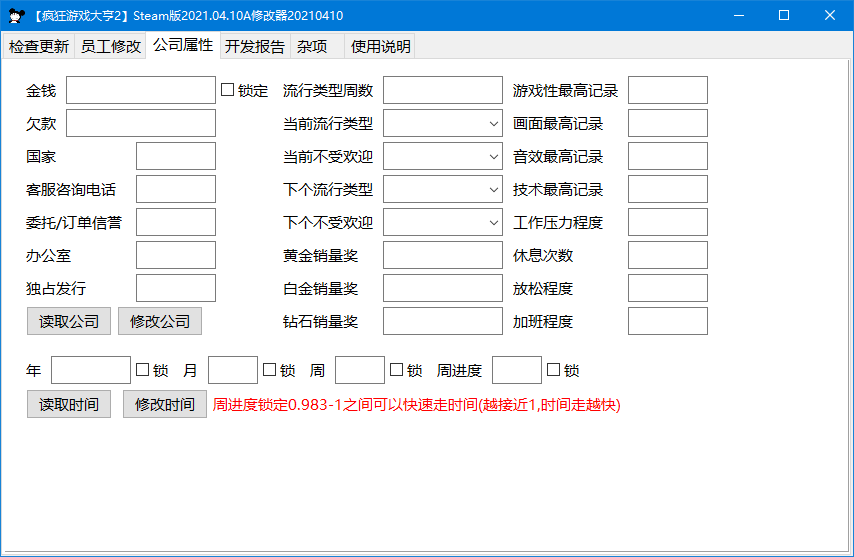 【疯狂游戏大亨2】Steam版2021.04.10A修改器20210410
检查更新 员工修改 公司属性 开发报告 杂项 使用说明
金钱 锁定 流行类型周数 游戏性最高记录
欠款 当前流行类型 画面最高记录
国家 当前不受欢迎 音效最高记录
客服咨询电话 下个流行类型 技术最高记录
委托/订单信誉 下个不受欢迎 工作压力程度
办公室 黄金销量奖 休息次数
独占发行 白金销量奖 放松程度
读取公司 修改公司 钻石销量奖 加班程度
年 锁 月 锁 周 锁 周进度 锁
读取时间 修改时间 周进度锁定0.983-1之间可以快速走时间(越接近1,时间走越快)